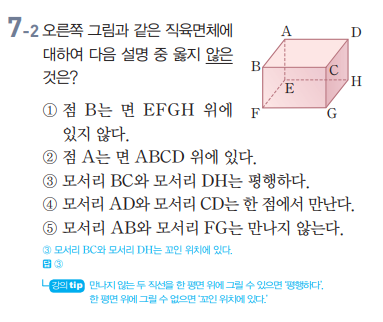 7-2 오른쪽 그림과 같은 직육면체에
대하여 다음 설명 중 옳지 않은
것은?
A
D
B
C
E
H
F
G
① 점 B는 면 EFGH 위에
있지 않다.
② 점 A는 면 ABCD 위에 있다.
③ 모서리 BC와 모서리 DH는 평행하다.
④ 모서리 AD와 모서리 CD는 한 점에서 만난다.
⑤ 모서리 AB와 모서리 FG는 만나지 않는다.
③ 모서리 BC와 모서리 DH는 꼬인 위치에 있다.
답 ③
강의 tip 만나지 않는 두 직선을 한 평면 위에 그릴 수 있으면 '평행하다',
한 평면 위에 그릴 수 없으면 '꼬인 위치에 있다.'